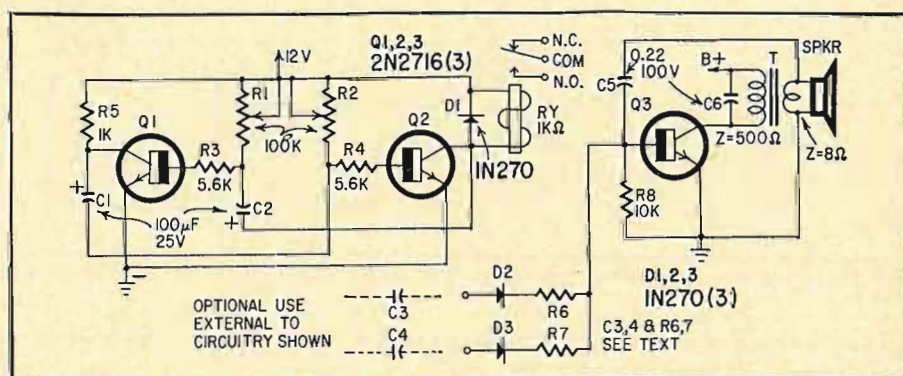 12V
Q1,2,3
2N2716(3)
N.C.
COM
N.O.
R5
1K
Q1
R3
5.6K
R1
100K
R2
R4
5.6K
Q2
D1
RY
1KΩ
1N270
0.22
100V
C5
Q3
B+
C6
T
SPKR
Z=500Ω
Z=8Ω
R8
10K
+
C1
100µF
25V
C2
+
-
OPTIONAL USE
EXTERNAL TO
CIRCUITRY SHOWN
C3
C4
D2
D3
R6
R7
D1,2,3
1N270(3)
C3,4 & R6,7
SEE TEXT